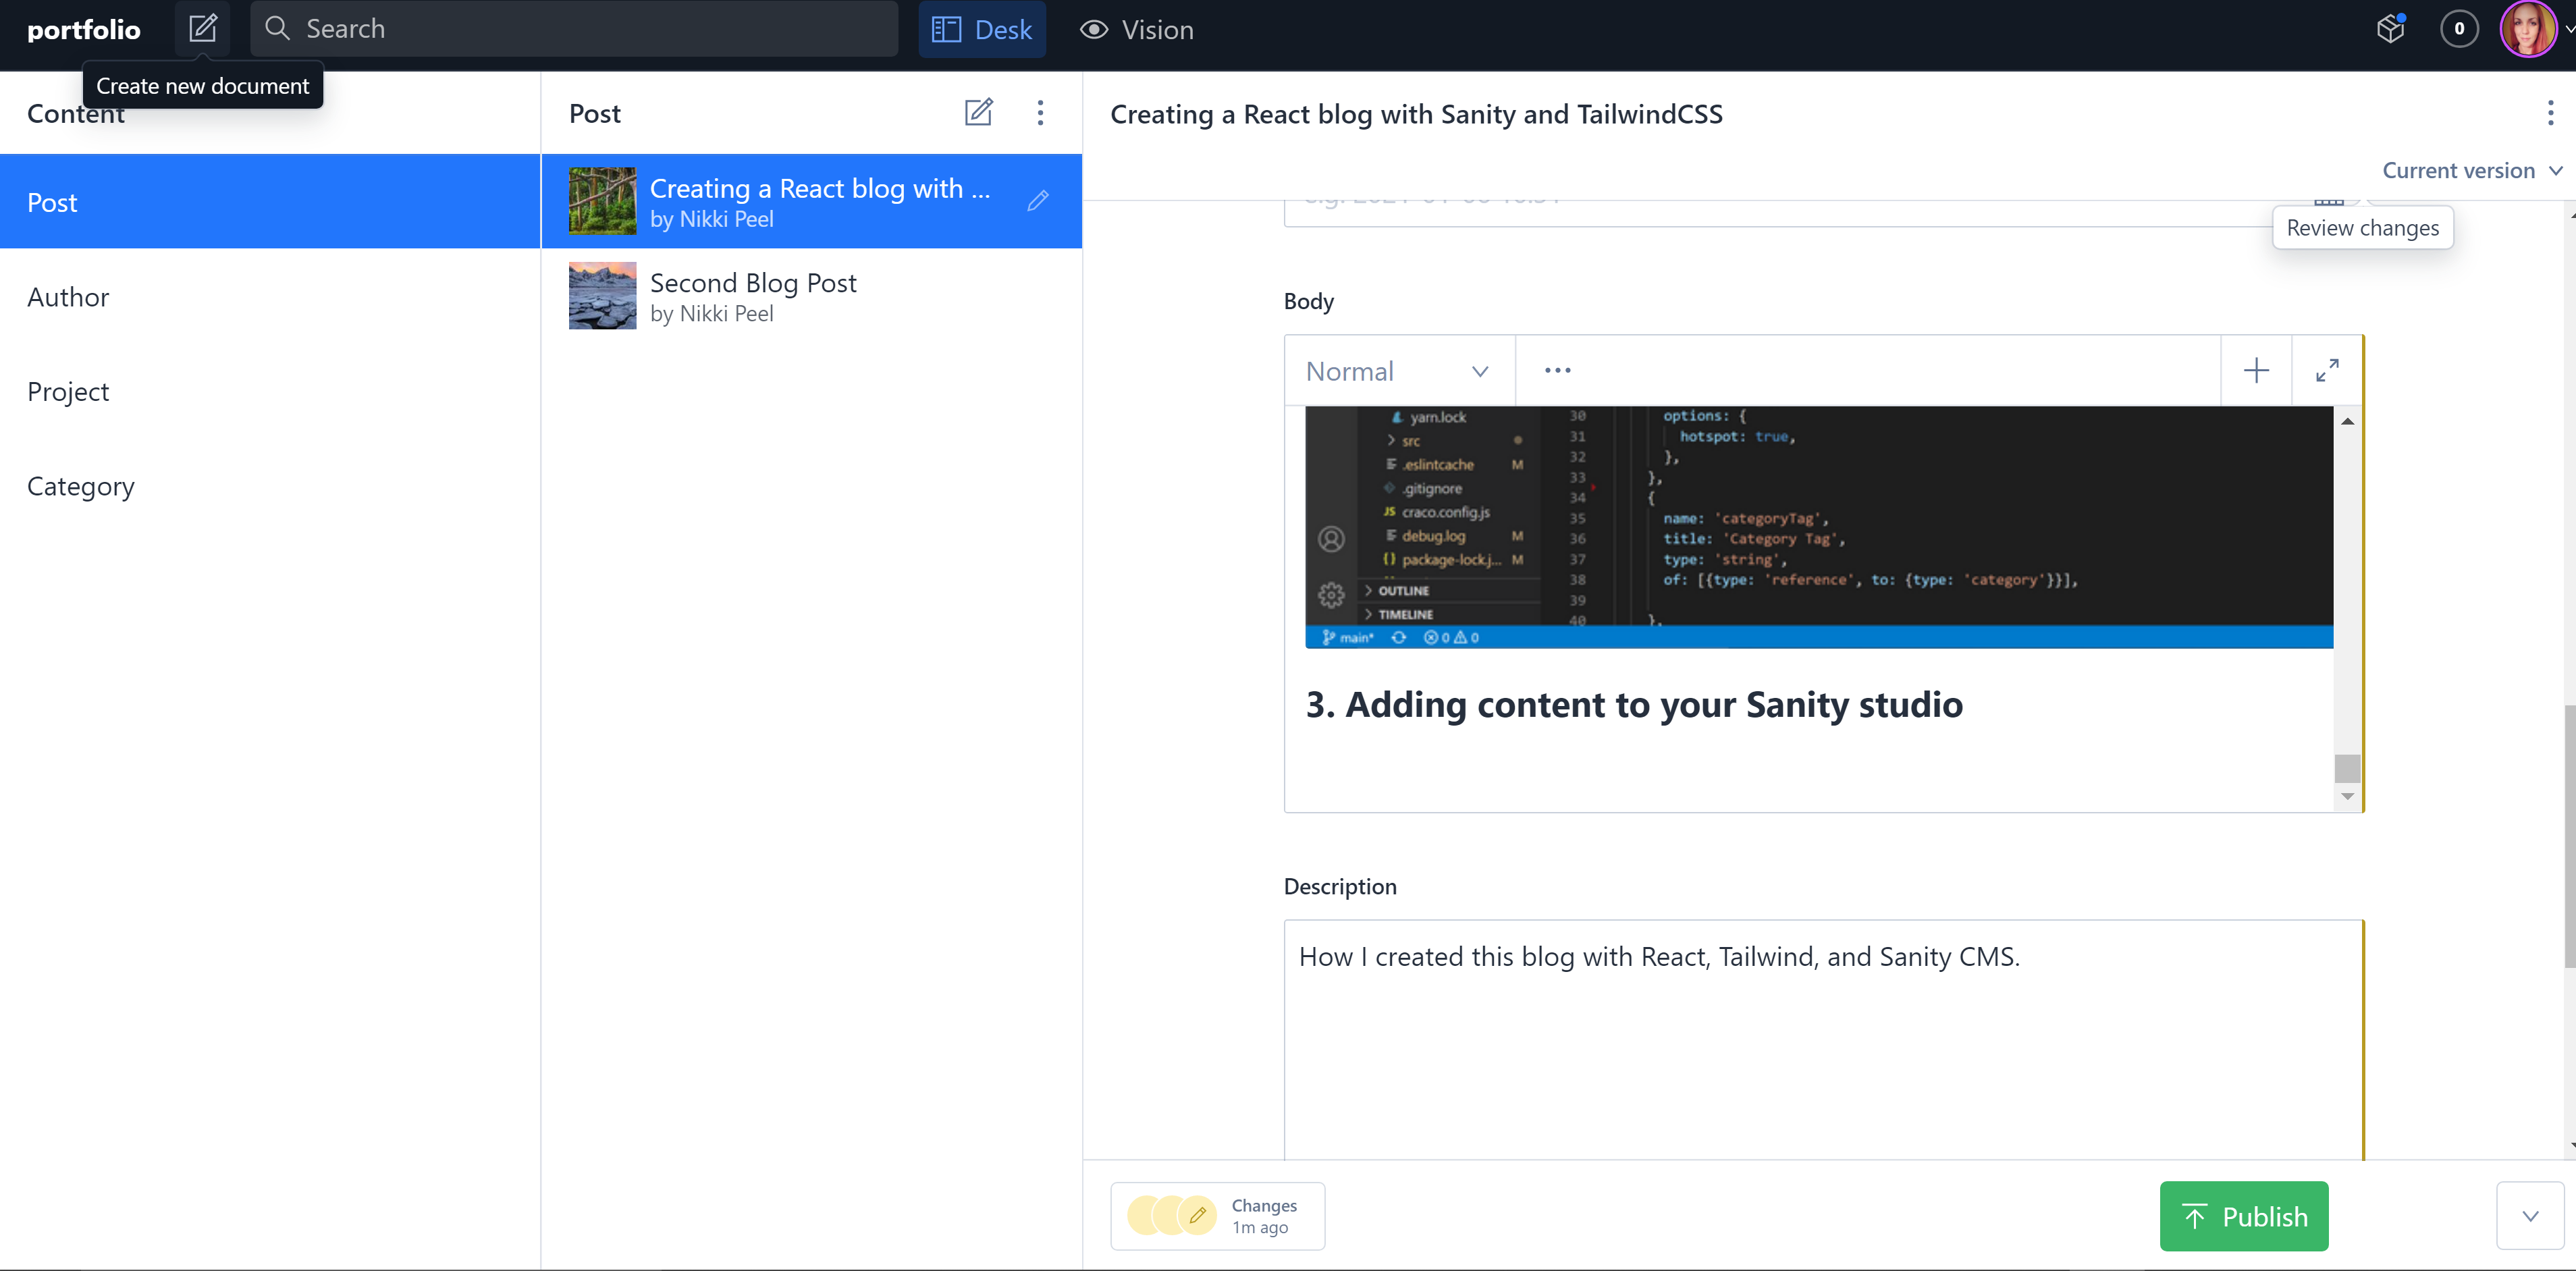 portfolio
Search
Desk
Vision
0
Create new document
Content
Post
Author
Project
Category
Post
Creating a React blog with ...
by Nikki Peel
Second Blog Post
by Nikki Peel
Creating a React blog with Sanity and TailwindCSS
Current version
Review changes
Body
Normal
yarn.lock
src
.eslintcache M
.gitignore
JS craco.config.js
debug.log M
{} package-lock.j... M
OUTLINE
TIMELINE
main* 0 0
30 options: {
31 hotspot: true,
32 },
33 },
34 {
35 name: 'categoryTag',
36 title: 'Category Tag',
37 type: 'string',
38 of: [{type: 'reference', to: {type: 'category'}}],
39
40 },
3. Adding content to your Sanity studio
Description
How I created this blog with React, Tailwind, and Sanity CMS.
Changes
1m ago
Publish